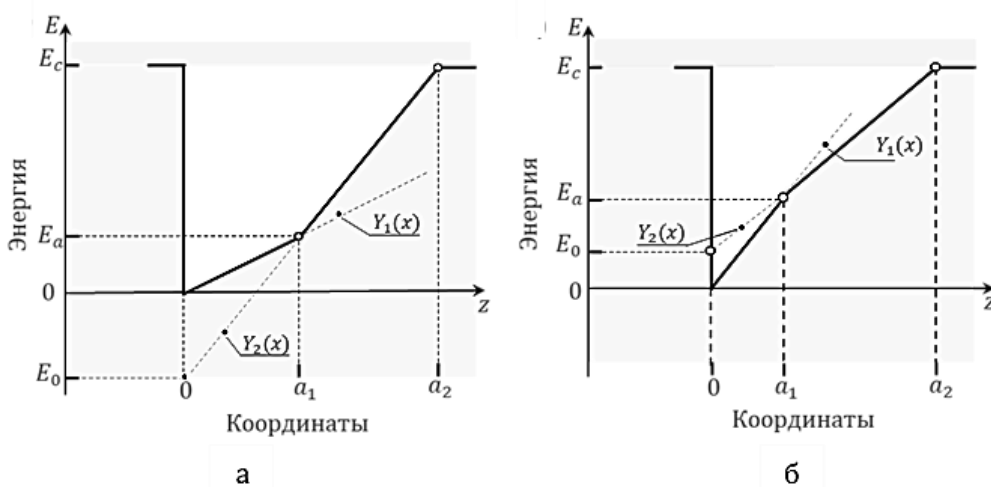 E
E_c
Энергия
E_a
0
E_0
Y_1(x)
Y_2(x)
z
0
a_1
a_2
Координаты
а
E
E_c
Энергия
E_a
E_0
0
Y_1(x)
Y_2(x)
z
0
a_1
a_2
Координаты
б